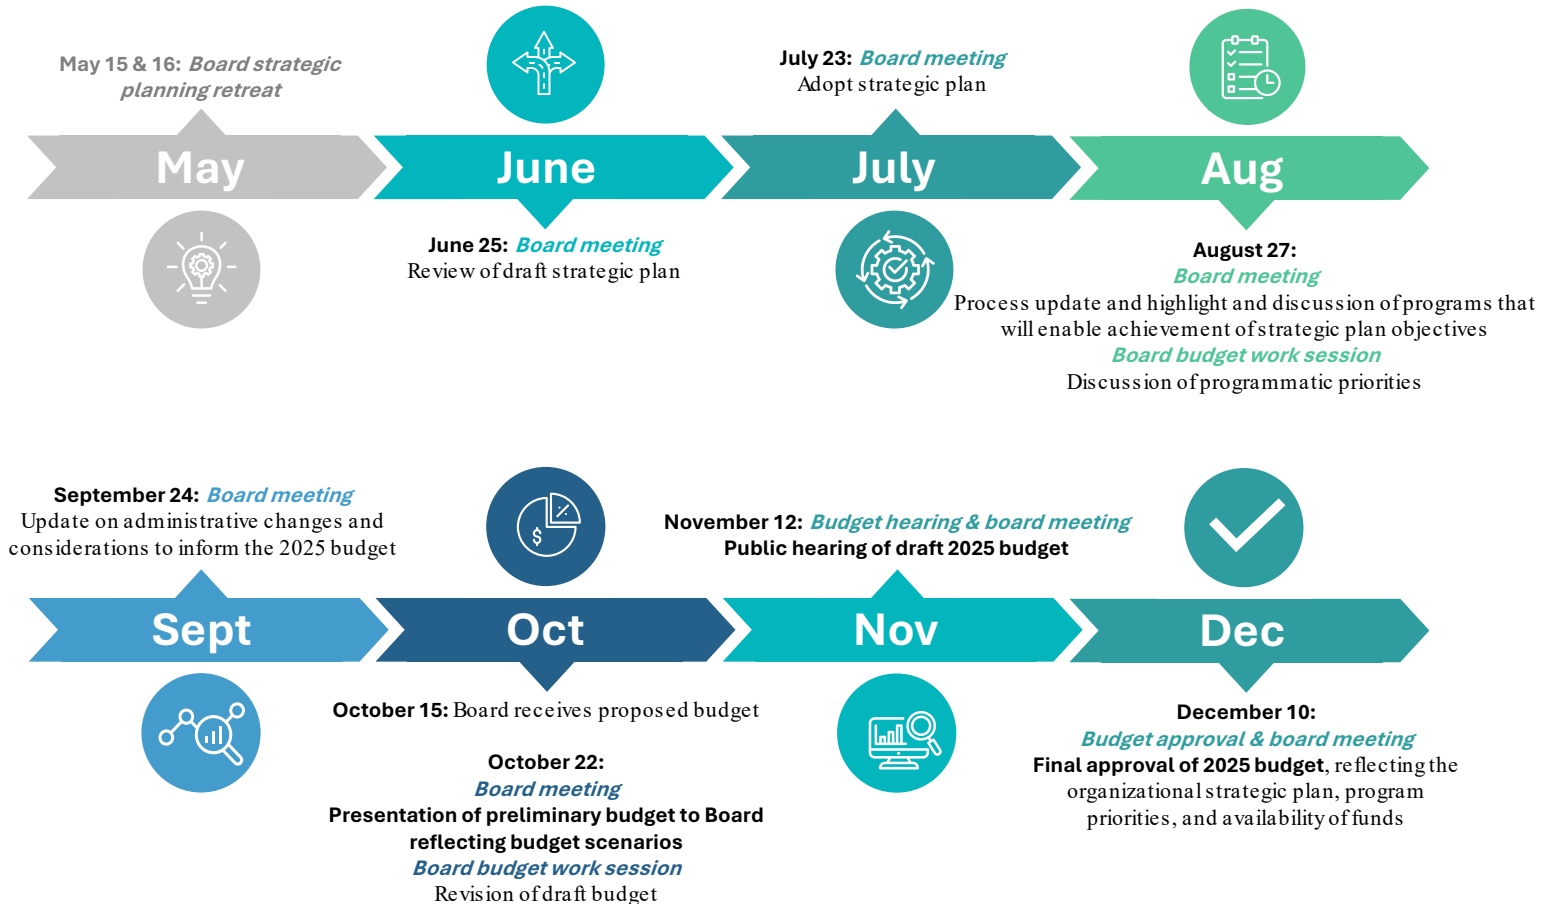 May 15 & 16: Board strategic
planning retreat
May
June
June 25: Board meeting
Review of draft strategic plan
July 23: Board meeting
Adopt strategic plan
July
Aug
August 27:
Board meeting
Process update and highlight and discussion of programs that
will enable achievement of strategic plan objectives
Board budget work session
Discussion of programmatic priorities
September 24: Board meeting
Update on administrative changes and
considerations to inform the 2025 budget
Sept
%
$
Oct
October 15: Board receives proposed budget
October 22:
Board meeting
Presentation of preliminary budget to Board
reflecting budget scenarios
Board budget work session
Revision of draft budget
November 12: Budget hearing & board meeting
Public hearing of draft 2025 budget
Nov
Dec
December 10:
Budget approval & board meeting
Final approval of 2025 budget, reflecting the
organizational strategic plan, program
priorities, and availability of funds